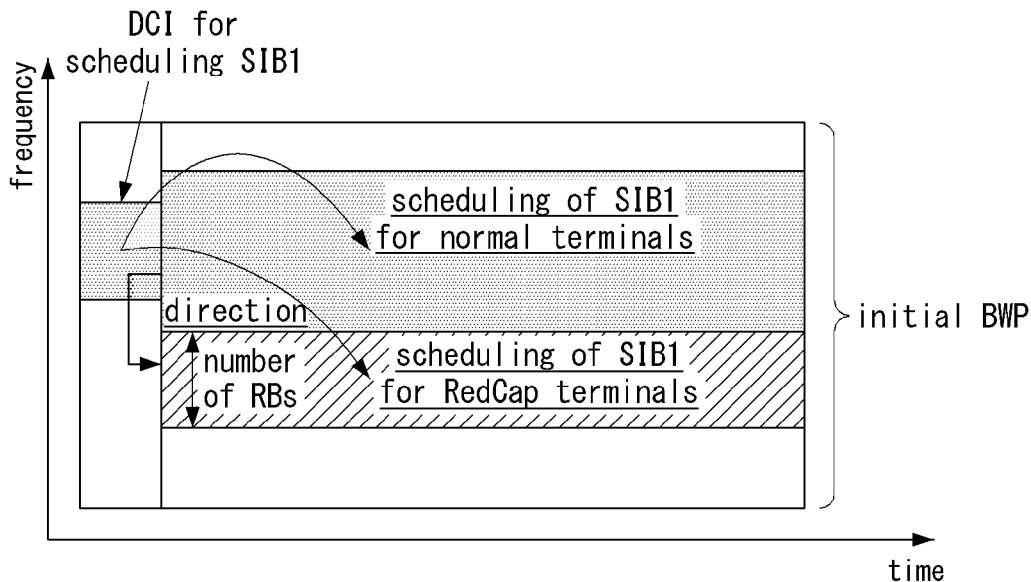 DCI for
scheduling SIB1
frequency
scheduling of SIB1
for normal terminals
direction
initial BWP
number
of RBs
scheduling of SIB1
for RedCap terminals
time